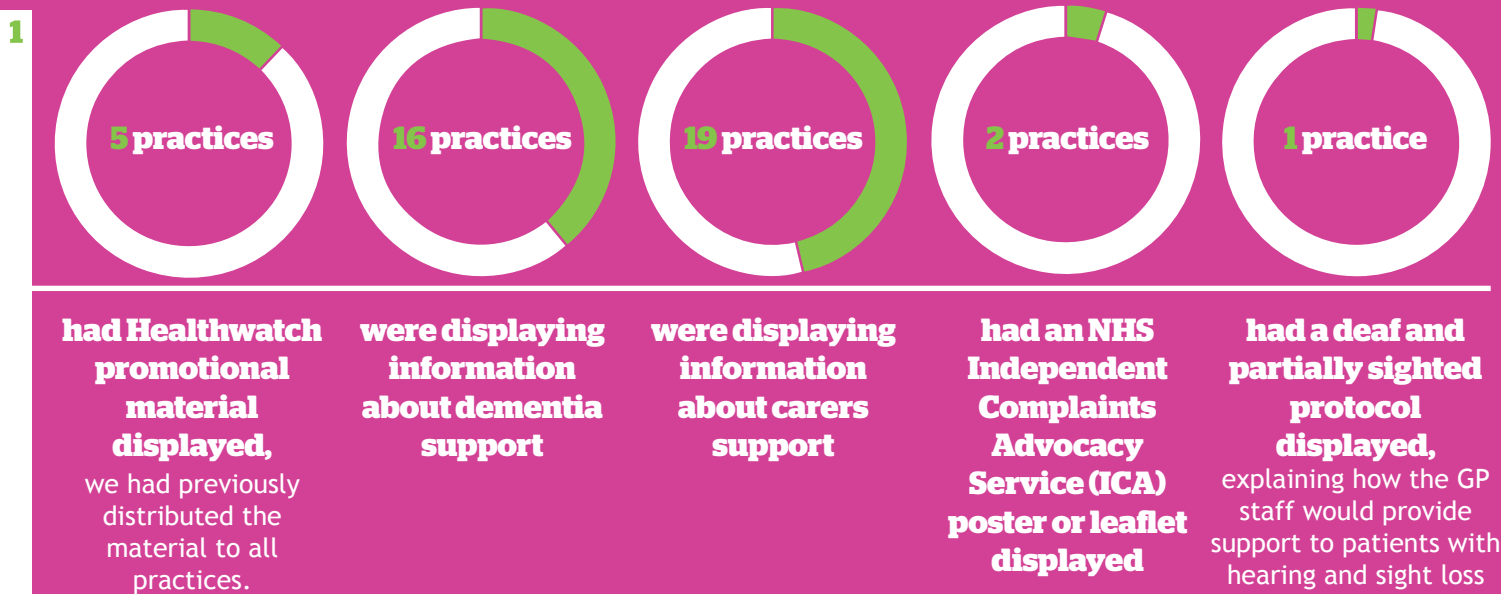 1
5 practices
had Healthwatch
promotional
material
displayed,
we had previously
distributed the
material to all
practices.
16 practices
were displaying
information
about dementia
support
19 practices
were displaying
information
about carers
support
2 practices
had an NHS
Independent
Complaints
Advocacy
Service (ICA)
poster or leaflet
displayed
1 practice
had a deaf and
partially sighted
protocol
displayed,
explaining how the GP
staff would provide
support to patients with
hearing and sight loss